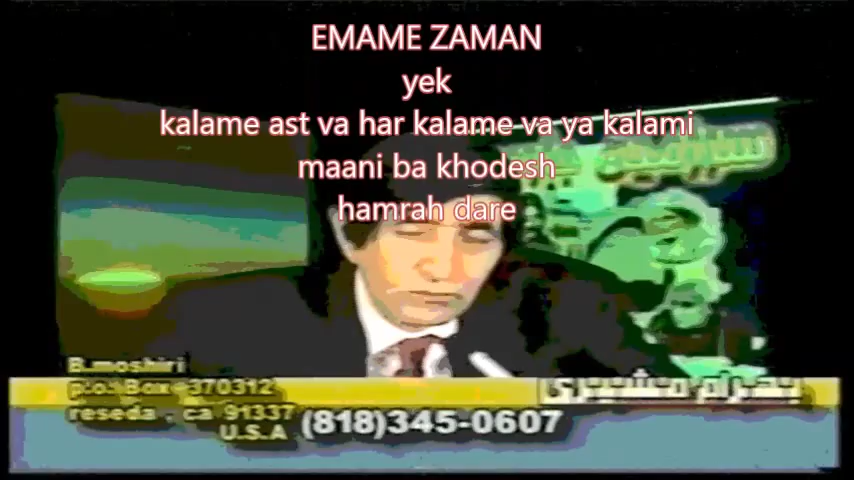 EMAME ZAMAN
yek
kalame ast va har kalame va ya kalami
maani ba khodesh
hamrah dare
سرزمین
B.moshiri
p.o. Box 370312
reseda , ca 91337
U.S.A
(818)345-0607
بهرام مشیری